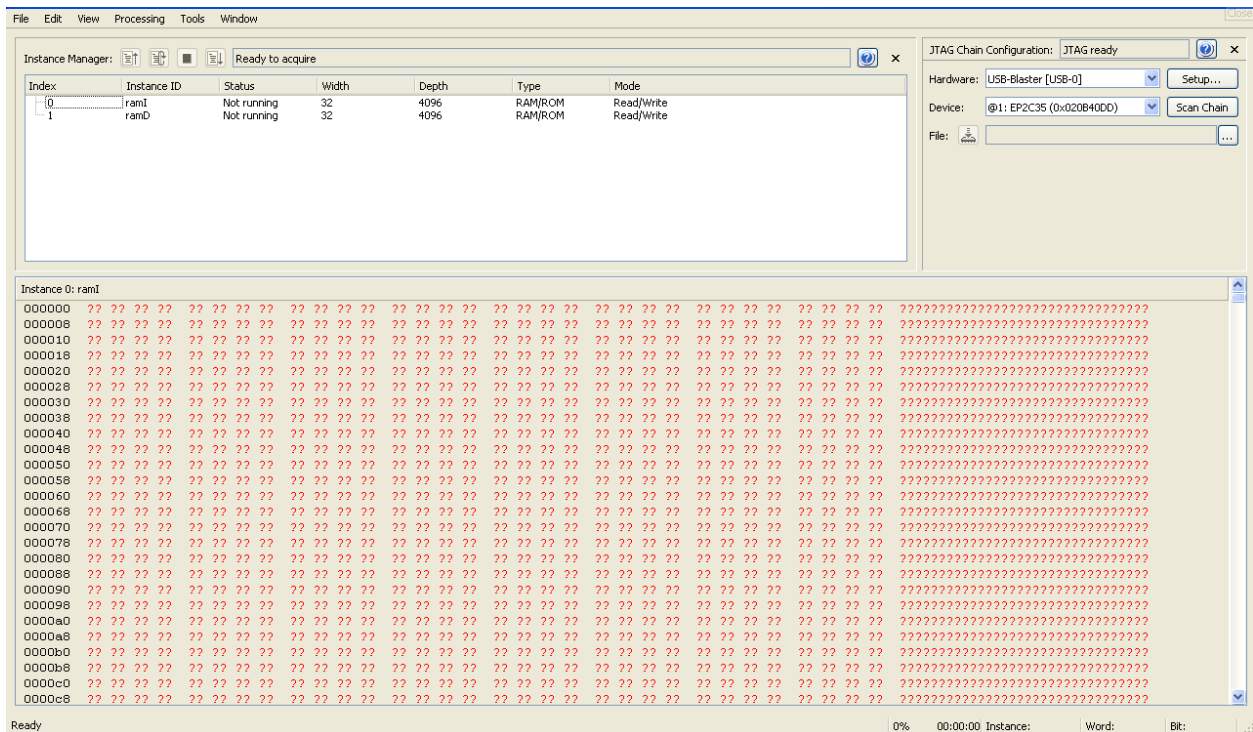 Close
File Edit View Processing Tools Window
Instance Manager: Ready to acquire
JTAG Chain Configuration: JTAG ready
Index Instance ID Status Width Depth Type Mode
0 ramI Not running 32 4096 RAM/ROM Read/Write
1 ramD Not running 32 4096 RAM/ROM Read/Write
Hardware: USB-Blaster [USB-0] Setup...
Device: @1: EP2C35 (0x020B40DD) Scan Chain
File: ...
Instance 0: ramI
000000 ?? ?? ?? ?? ?? ?? ?? ?? ?? ?? ?? ?? ?? ?? ?? ?? ?? ?? ?? ?? ?? ?? ?? ?? ?? ?? ?? ?? ?? ?? ?? ?? ????????????????????????????????
000008 ?? ?? ?? ?? ?? ?? ?? ?? ?? ?? ?? ?? ?? ?? ?? ?? ?? ?? ?? ?? ?? ?? ?? ?? ?? ?? ?? ?? ?? ?? ?? ?? ????????????????????????????????
000010 ?? ?? ?? ?? ?? ?? ?? ?? ?? ?? ?? ?? ?? ?? ?? ?? ?? ?? ?? ?? ?? ?? ?? ?? ?? ?? ?? ?? ?? ?? ?? ?? ????????????????????????????????
000018 ?? ?? ?? ?? ?? ?? ?? ?? ?? ?? ?? ?? ?? ?? ?? ?? ?? ?? ?? ?? ?? ?? ?? ?? ?? ?? ?? ?? ?? ?? ?? ?? ????????????????????????????????
000020 ?? ?? ?? ?? ?? ?? ?? ?? ?? ?? ?? ?? ?? ?? ?? ?? ?? ?? ?? ?? ?? ?? ?? ?? ?? ?? ?? ?? ?? ?? ?? ?? ????????????????????????????????
000028 ?? ?? ?? ?? ?? ?? ?? ?? ?? ?? ?? ?? ?? ?? ?? ?? ?? ?? ?? ?? ?? ?? ?? ?? ?? ?? ?? ?? ?? ?? ?? ?? ????????????????????????????????
000030 ?? ?? ?? ?? ?? ?? ?? ?? ?? ?? ?? ?? ?? ?? ?? ?? ?? ?? ?? ?? ?? ?? ?? ?? ?? ?? ?? ?? ?? ?? ?? ?? ????????????????????????????????
000038 ?? ?? ?? ?? ?? ?? ?? ?? ?? ?? ?? ?? ?? ?? ?? ?? ?? ?? ?? ?? ?? ?? ?? ?? ?? ?? ?? ?? ?? ?? ?? ?? ????????????????????????????????
000040 ?? ?? ?? ?? ?? ?? ?? ?? ?? ?? ?? ?? ?? ?? ?? ?? ?? ?? ?? ?? ?? ?? ?? ?? ?? ?? ?? ?? ?? ?? ?? ?? ????????????????????????????????
000048 ?? ?? ?? ?? ?? ?? ?? ?? ?? ?? ?? ?? ?? ?? ?? ?? ?? ?? ?? ?? ?? ?? ?? ?? ?? ?? ?? ?? ?? ?? ?? ?? ????????????????????????????????
000050 ?? ?? ?? ?? ?? ?? ?? ?? ?? ?? ?? ?? ?? ?? ?? ?? ?? ?? ?? ?? ?? ?? ?? ?? ?? ?? ?? ?? ?? ?? ?? ?? ????????????????????????????????
000058 ?? ?? ?? ?? ?? ?? ?? ?? ?? ?? ?? ?? ?? ?? ?? ?? ?? ?? ?? ?? ?? ?? ?? ?? ?? ?? ?? ?? ?? ?? ?? ?? ????????????????????????????????
000060 ?? ?? ?? ?? ?? ?? ?? ?? ?? ?? ?? ?? ?? ?? ?? ?? ?? ?? ?? ?? ?? ?? ?? ?? ?? ?? ?? ?? ?? ?? ?? ?? ????????????????????????????????
000068 ?? ?? ?? ?? ?? ?? ?? ?? ?? ?? ?? ?? ?? ?? ?? ?? ?? ?? ?? ?? ?? ?? ?? ?? ?? ?? ?? ?? ?? ?? ?? ?? ????????????????????????????????
000070 ?? ?? ?? ?? ?? ?? ?? ?? ?? ?? ?? ?? ?? ?? ?? ?? ?? ?? ?? ?? ?? ?? ?? ?? ?? ?? ?? ?? ?? ?? ?? ?? ????????????????????????????????
000078 ?? ?? ?? ?? ?? ?? ?? ?? ?? ?? ?? ?? ?? ?? ?? ?? ?? ?? ?? ?? ?? ?? ?? ?? ?? ?? ?? ?? ?? ?? ?? ?? ????????????????????????????????
000080 ?? ?? ?? ?? ?? ?? ?? ?? ?? ?? ?? ?? ?? ?? ?? ?? ?? ?? ?? ?? ?? ?? ?? ?? ?? ?? ?? ?? ?? ?? ?? ?? ????????????????????????????????
000088 ?? ?? ?? ?? ?? ?? ?? ?? ?? ?? ?? ?? ?? ?? ?? ?? ?? ?? ?? ?? ?? ?? ?? ?? ?? ?? ?? ?? ?? ?? ?? ?? ????????????????????????????????
000090 ?? ?? ?? ?? ?? ?? ?? ?? ?? ?? ?? ?? ?? ?? ?? ?? ?? ?? ?? ?? ?? ?? ?? ?? ?? ?? ?? ?? ?? ?? ?? ?? ????????????????????????????????
000098 ?? ?? ?? ?? ?? ?? ?? ?? ?? ?? ?? ?? ?? ?? ?? ?? ?? ?? ?? ?? ?? ?? ?? ?? ?? ?? ?? ?? ?? ?? ?? ?? ????????????????????????????????
0000a0 ?? ?? ?? ?? ?? ?? ?? ?? ?? ?? ?? ?? ?? ?? ?? ?? ?? ?? ?? ?? ?? ?? ?? ?? ?? ?? ?? ?? ?? ?? ?? ?? ????????????????????????????????
0000a8 ?? ?? ?? ?? ?? ?? ?? ?? ?? ?? ?? ?? ?? ?? ?? ?? ?? ?? ?? ?? ?? ?? ?? ?? ?? ?? ?? ?? ?? ?? ?? ?? ????????????????????????????????
0000b0 ?? ?? ?? ?? ?? ?? ?? ?? ?? ?? ?? ?? ?? ?? ?? ?? ?? ?? ?? ?? ?? ?? ?? ?? ?? ?? ?? ?? ?? ?? ?? ?? ????????????????????????????????
0000b8 ?? ?? ?? ?? ?? ?? ?? ?? ?? ?? ?? ?? ?? ?? ?? ?? ?? ?? ?? ?? ?? ?? ?? ?? ?? ?? ?? ?? ?? ?? ?? ?? ????????????????????????????????
0000c0 ?? ?? ?? ?? ?? ?? ?? ?? ?? ?? ?? ?? ?? ?? ?? ?? ?? ?? ?? ?? ?? ?? ?? ?? ?? ?? ?? ?? ?? ?? ?? ?? ????????????????????????????????
0000c8 ?? ?? ?? ?? ?? ?? ?? ?? ?? ?? ?? ?? ?? ?? ?? ?? ?? ?? ?? ?? ?? ?? ?? ?? ?? ?? ?? ?? ?? ?? ?? ?? ????????????????????????????????
Ready 0% 00:00:00 Instance: Word: Bit: